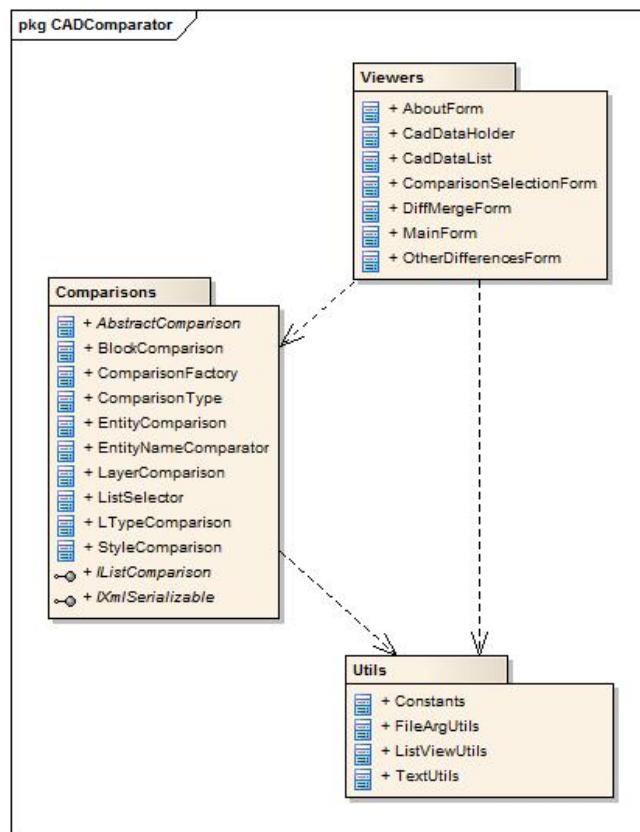 pkg CADComparator
Viewers
+ AboutForm
+ CadDataHolder
+ CadDataList
+ ComparisonSelectionForm
+ DiffMergeForm
+ MainForm
+ OtherDifferencesForm
Comparisons
+ AbstractComparison
+ BlockComparison
+ ComparisonFactory
+ ComparisonType
+ EntityComparison
+ EntityNameComparator
+ LayerComparison
+ ListSelector
+ LTypeComparison
+ StyleComparison
+ IListComparison
+ IXmlSerializable
Utils
+ Constants
+ FileArgUtils
+ ListViewUtils
+ TextUtils